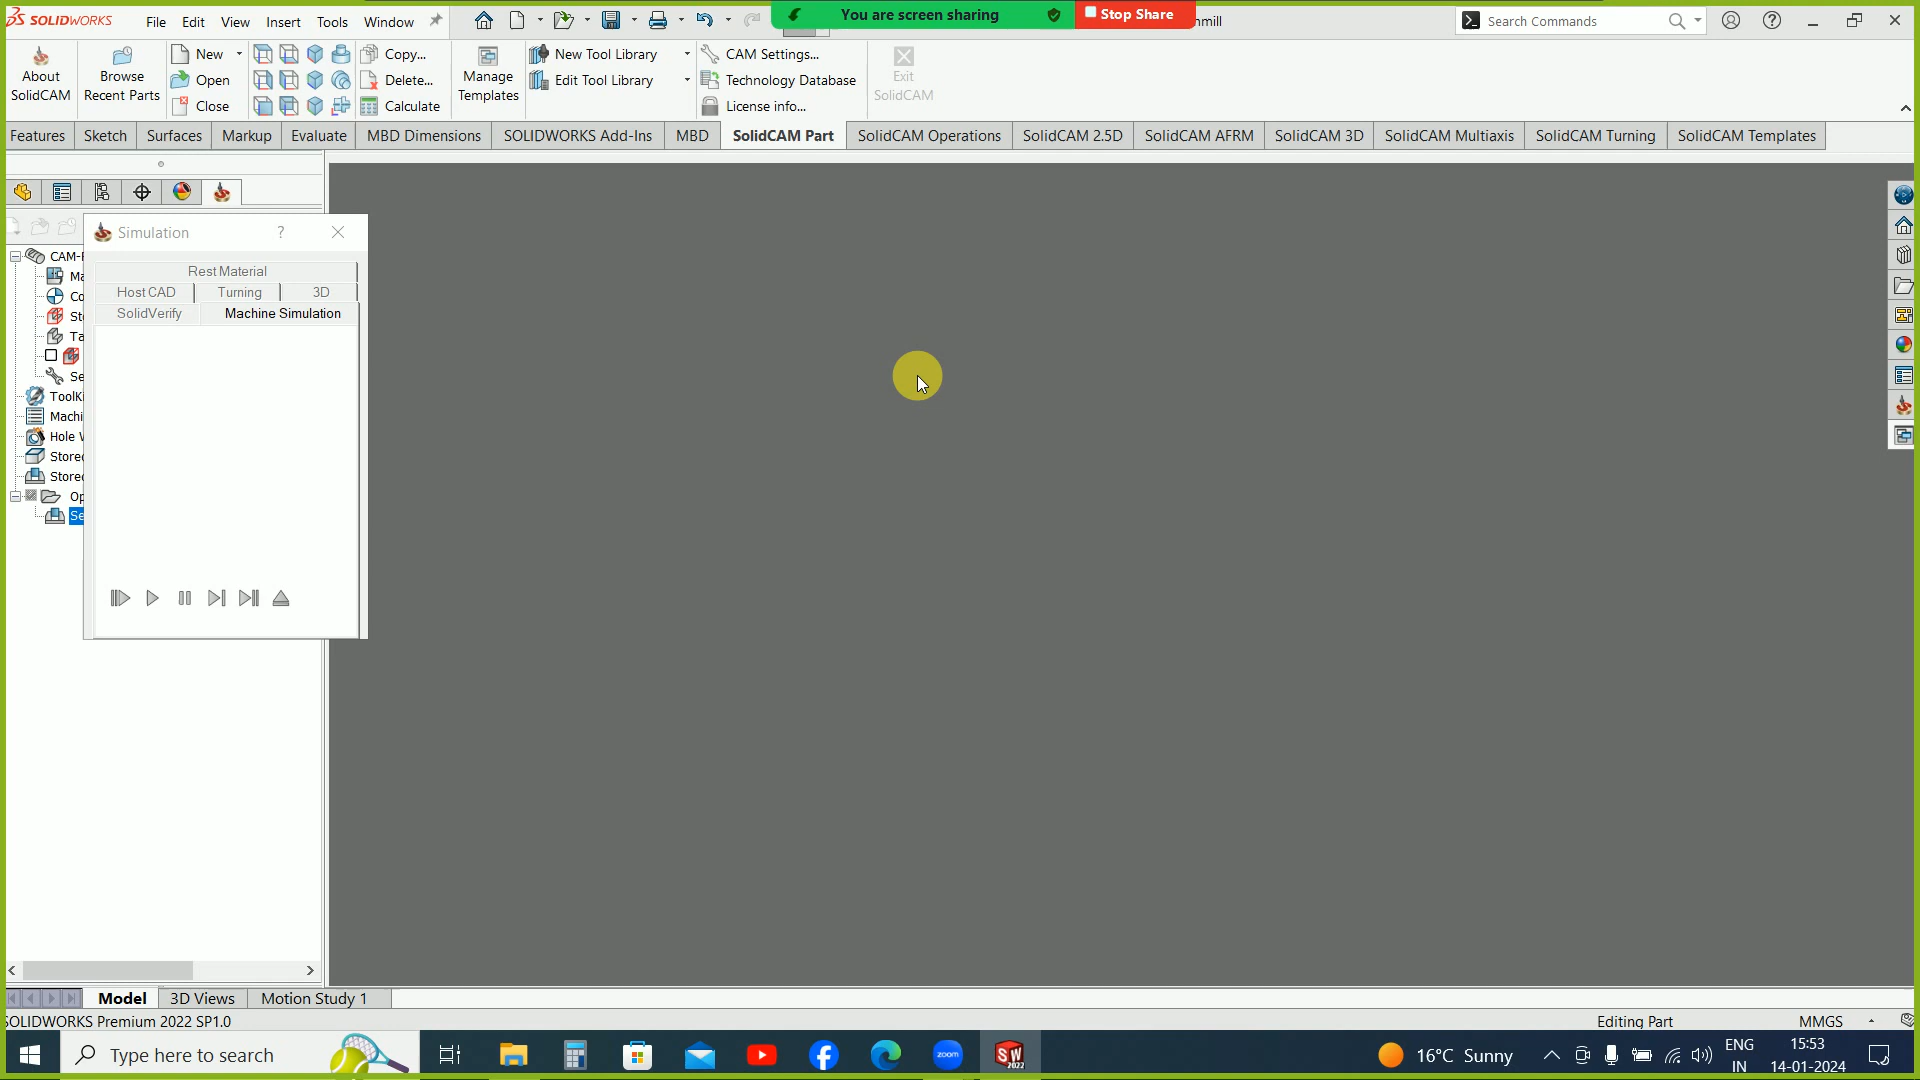 SOLIDWORKS File Edit View Insert Tools Window
You are screen sharing Stop Share
Search Commands
About SolidCAM
Browse Recent Parts
New
Open
Close
Copy...
Delete...
Calculate
Manage Templates
New Tool Library
Edit Tool Library
CAM Settings...
Technology Database
License info...
Exit SolidCAM
Features Sketch Surfaces Markup Evaluate MBD Dimensions SOLIDWORKS Add-Ins MBD SolidCAM Part SolidCAM Operations SolidCAM 2.5D SolidCAM AFRM SolidCAM 3D SolidCAM Multiaxis SolidCAM Turning SolidCAM Templates
Simulation ?
Rest Material
Host CAD Turning 3D
SolidVerify Machine Simulation
Model 3D Views Motion Study 1
SOLIDWORKS Premium 2022 SP1.0
Editing Part MMGS
Type here to search
zoom
SW
2022
16°C Sunny
ENG
IN
15:53
14-01-2024